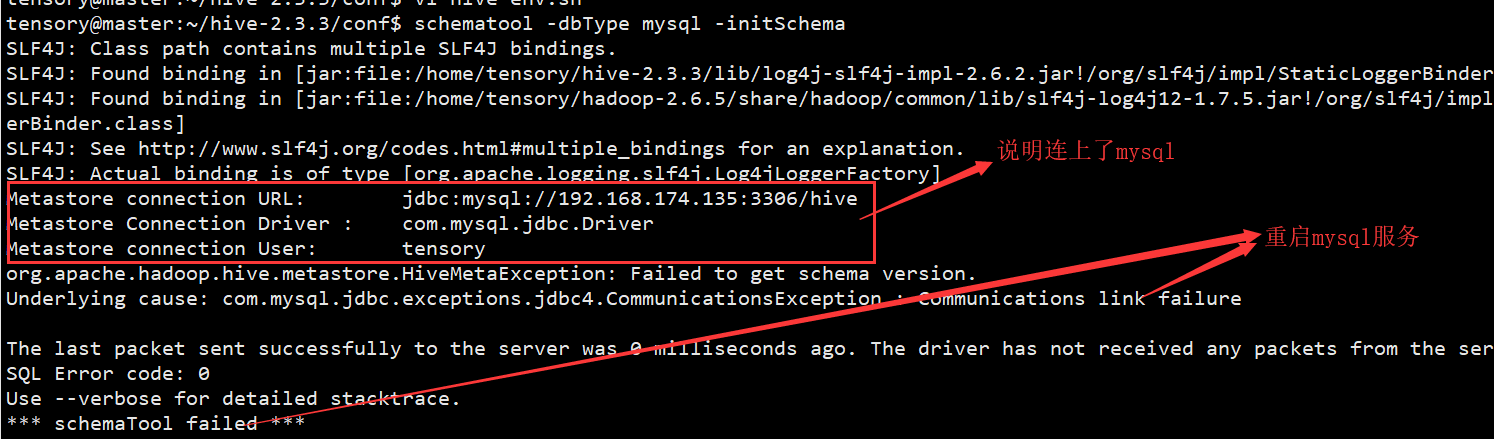 tensory@master:~/hive-2.3.3/conf$ vi hive-env.sh
tensory@master:~/hive-2.3.3/conf$ schematool -dbType mysql -initSchema
SLF4J: Class path contains multiple SLF4J bindings.
SLF4J: Found binding in [jar:file:/home/tensory/hive-2.3.3/lib/log4j-slf4j-impl-2.6.2.jar!/org/slf4j/impl/StaticLoggerBinder
SLF4J: Found binding in [jar:file:/home/tensory/hadoop-2.6.5/share/hadoop/common/lib/slf4j-log4j12-1.7.5.jar!/org/slf4j/impl
erBinder.class]
SLF4J: See http://www.slf4j.org/codes.html#multiple_bindings for an explanation.
说明连上了mysql
SLF4J: Actual binding is of type [org.apache.logging.slf4j.Log4jLoggerFactory]
Metastore connection URL: jdbc:mysql://192.168.174.135:3306/hive
Metastore Connection Driver : com.mysql.jdbc.Driver
重启mysql服务
Metastore connection User: tensory
org.apache.hadoop.hive.metastore.HiveMetaException: Failed to get schema version.
Underlying cause: com.mysql.jdbc.exceptions.jdbc4.CommunicationsException : Communications link failure
The last packet sent successfully to the server was 0 milliseconds ago. The driver has not received any packets from the ser
SQL Error code: 0
Use --verbose for detailed stacktrace.
*** schemaTool failed ***